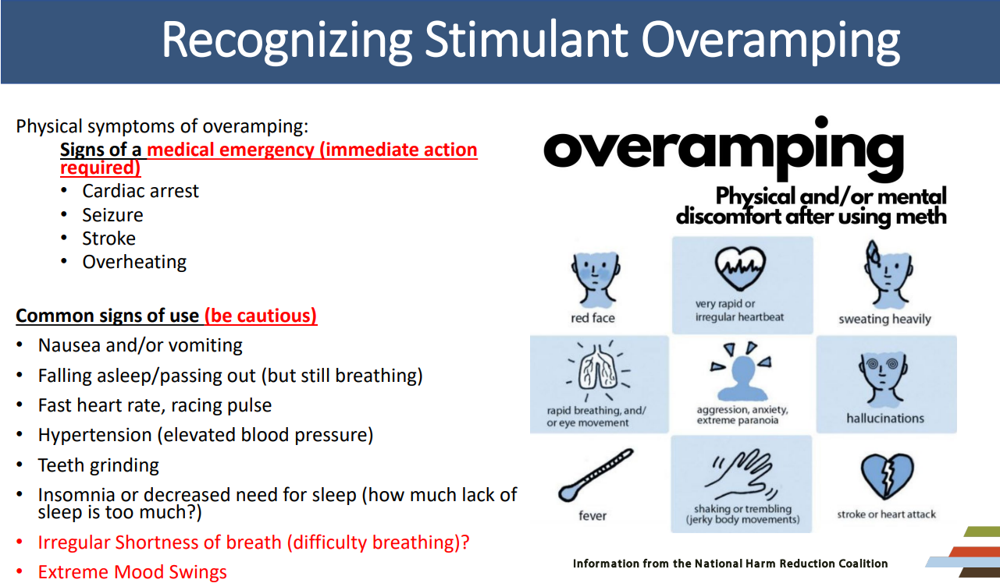 Recognizing Stimulant Overamping
Physical symptoms of overamping:
Signs of a medical emergency (immediate action
required)
• Cardiac arrest
• Seizure
• Stroke
• Overheating
Common signs of use (be cautious)
• Nausea and/or vomiting
• Falling asleep/passing out (but still breathing)
• Fast heart rate, racing pulse
• Hypertension (elevated blood pressure)
• Teeth grinding
• Insomnia or decreased need for sleep (how much lack of
sleep is too much?)
• Irregular Shortness of breath (difficulty breathing)?
• Extreme Mood Swings
overamping
Physical and/or mental
discomfort after using meth
red face
very rapid or
irregular heartbeat
sweating heavily
rapid breathing, and/
or eye movement
aggression, anxiety,
extreme paranoia
hallucinations
fever
shaking or trembling
(jerky body movements)
stroke or heart attack
Information from the National Harm Reduction Coalition